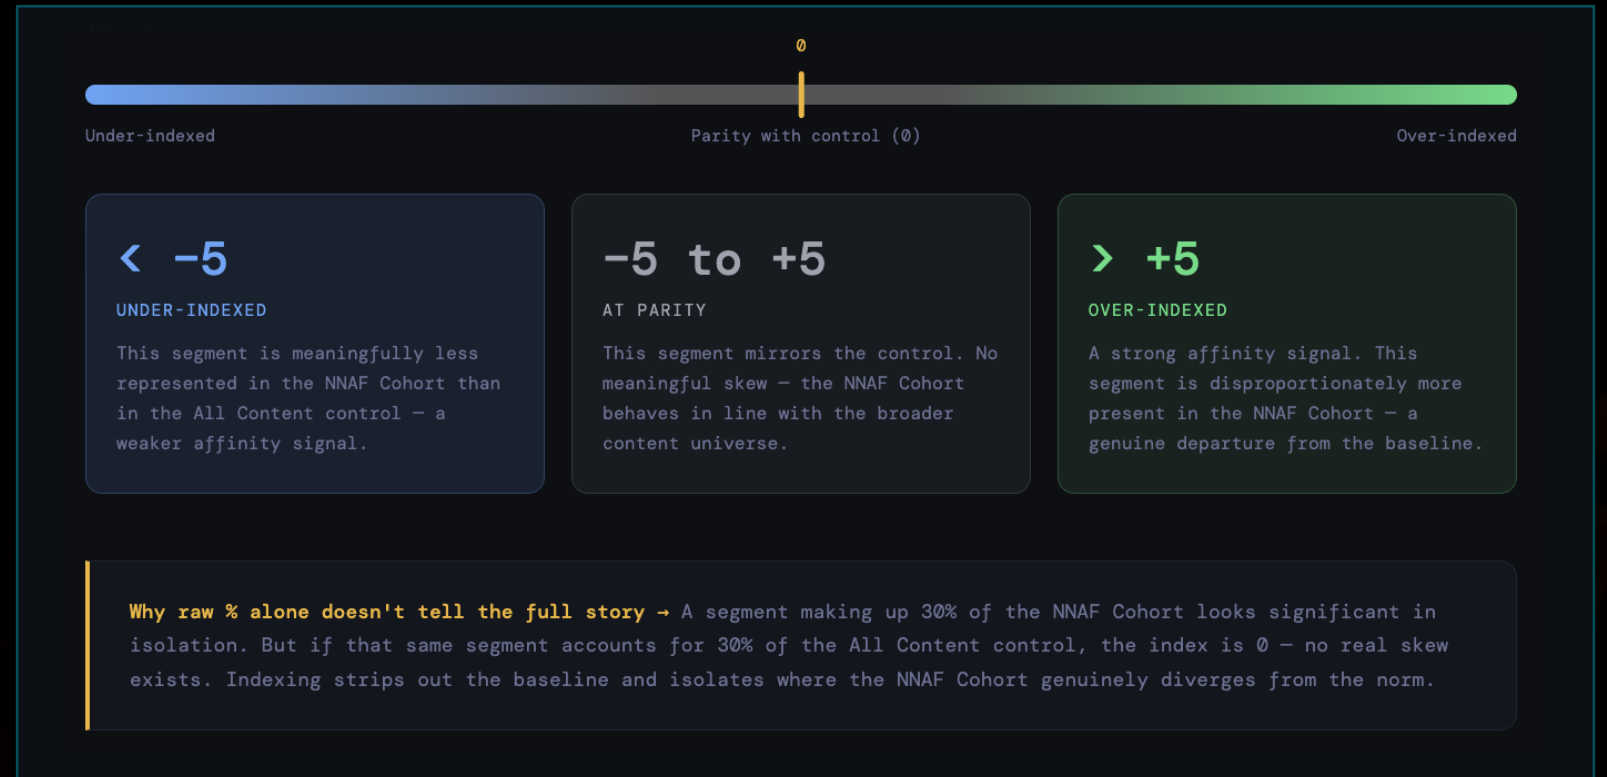 0
Under-indexed
Parity with control (0)
Over-indexed
< −5
UNDER-INDEXED
This segment is meaningfully less
represented in the NNAF Cohort than
in the All Content control — a
weaker affinity signal.
−5 to +5
AT PARITY
This segment mirrors the control. No
meaningful skew — the NNAF Cohort
behaves in line with the broader
content universe.
> +5
OVER-INDEXED
A strong affinity signal. This
segment is disproportionately more
present in the NNAF Cohort — a
genuine departure from the baseline.
Why raw % alone doesn't tell the full story → A segment making up 30% of the NNAF Cohort looks significant in
isolation. But if that same segment accounts for 30% of the All Content control, the index is 0 — no real skew
exists. Indexing strips out the baseline and isolates where the NNAF Cohort genuinely diverges from the norm.